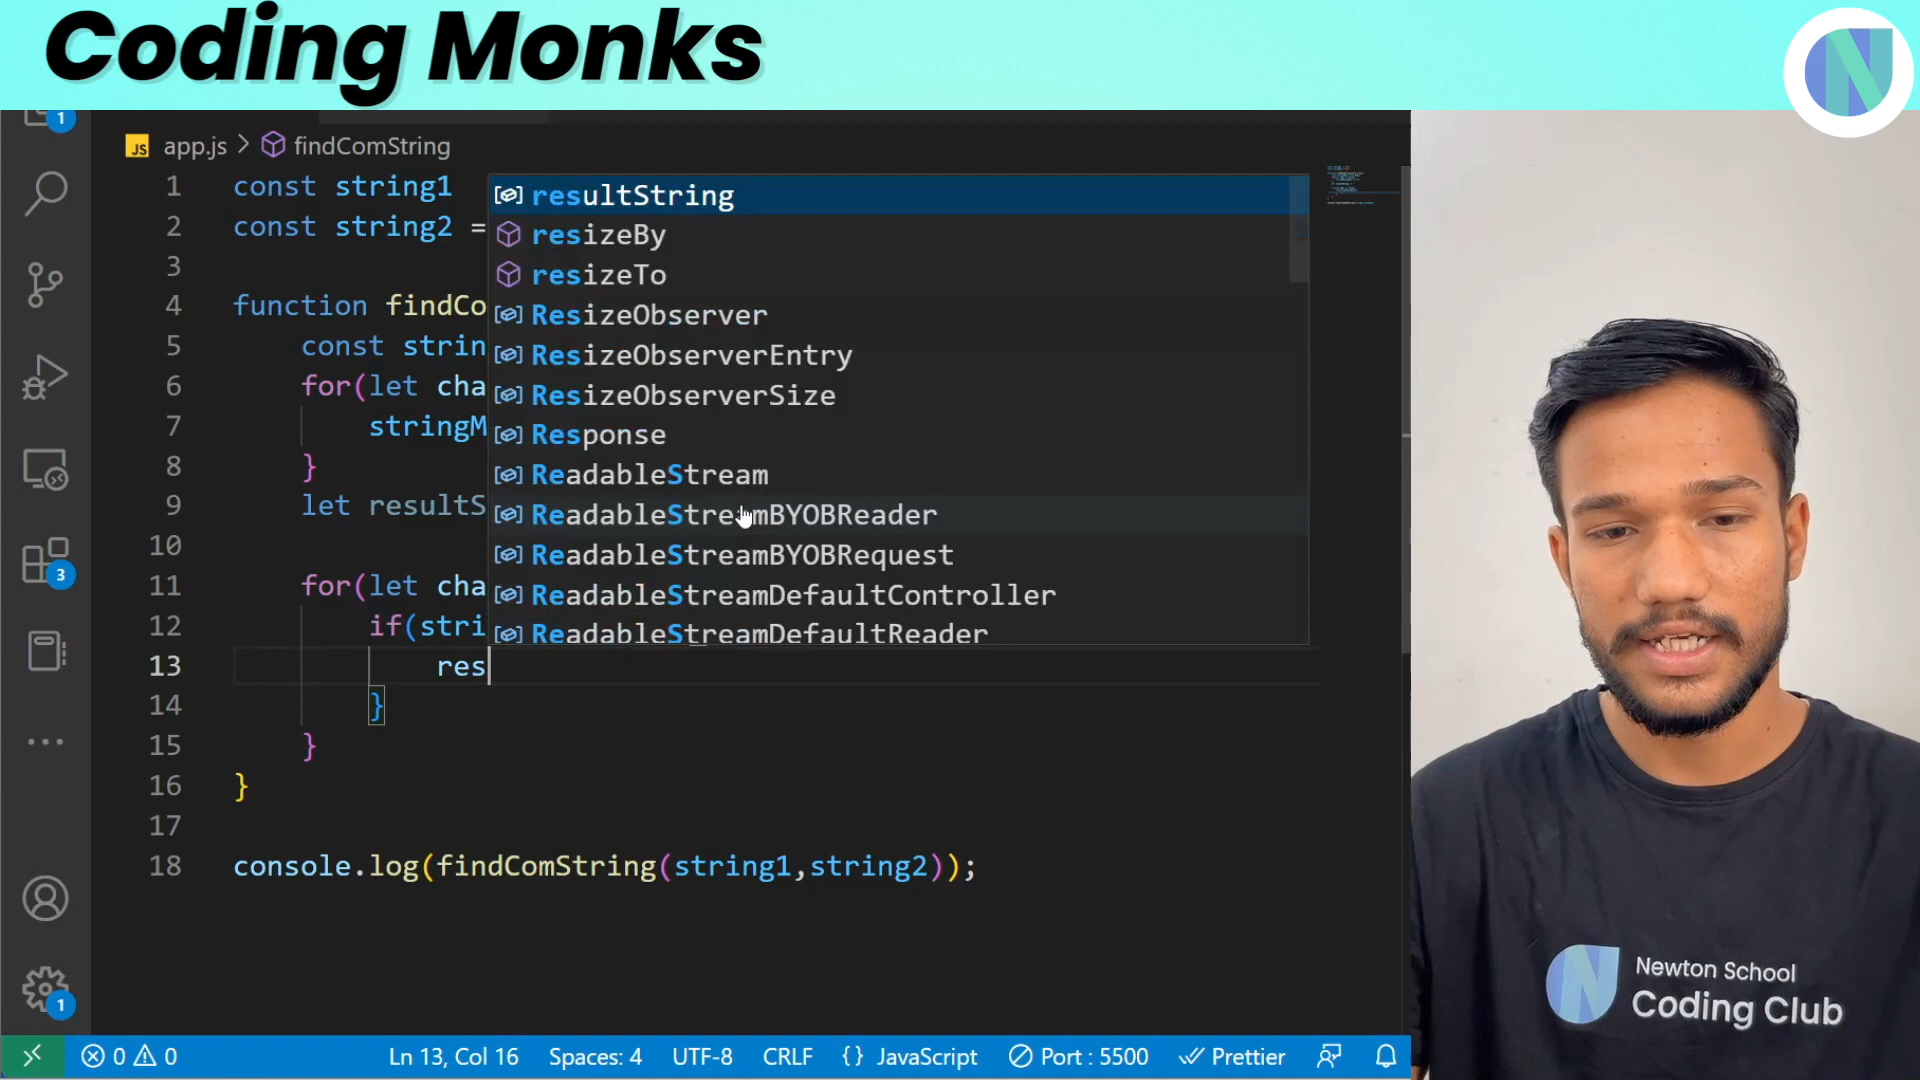 Coding Monks
1
app.js > findComString
1 const string1
2 const string2 =
3
4 function findCo
5 const strin
6 for(let cha
7 stringM
8 }
9 let resultS
10
11 for(let cha
12 if(stri
13 res
14 }
15 }
16 }
17
18 console.log(findComString(string1,string2));
resultString
resizeBy
resizeTo
ResizeObserver
ResizeObserverEntry
ResizeObserverSize
Response
ReadableStream
ReadableStreamBYOBReader
ReadableStreamBYOBRequest
ReadableStreamDefaultController
ReadableStreamDefaultReader
3
1
Newton School
Coding Club
0 0 Ln 13, Col 16 Spaces: 4 UTF-8 CRLF {} JavaScript Port : 5500 Prettier